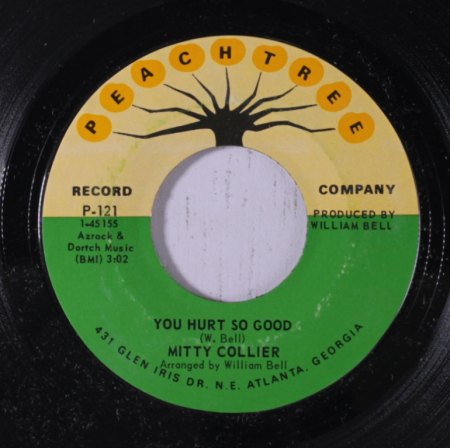 PEACHTREE
RECORD COMPANY
P-121
1-45155
Azrock &
Dortch Music
(BMI) 3:02
PRODUCED BY
WILLIAM BELL
YOU HURT SO GOOD
(W. Bell)
MITTY COLLIER
Arranged by William Bell
431 GLEN IRIS DR. N.E. ATLANTA, GEORGIA